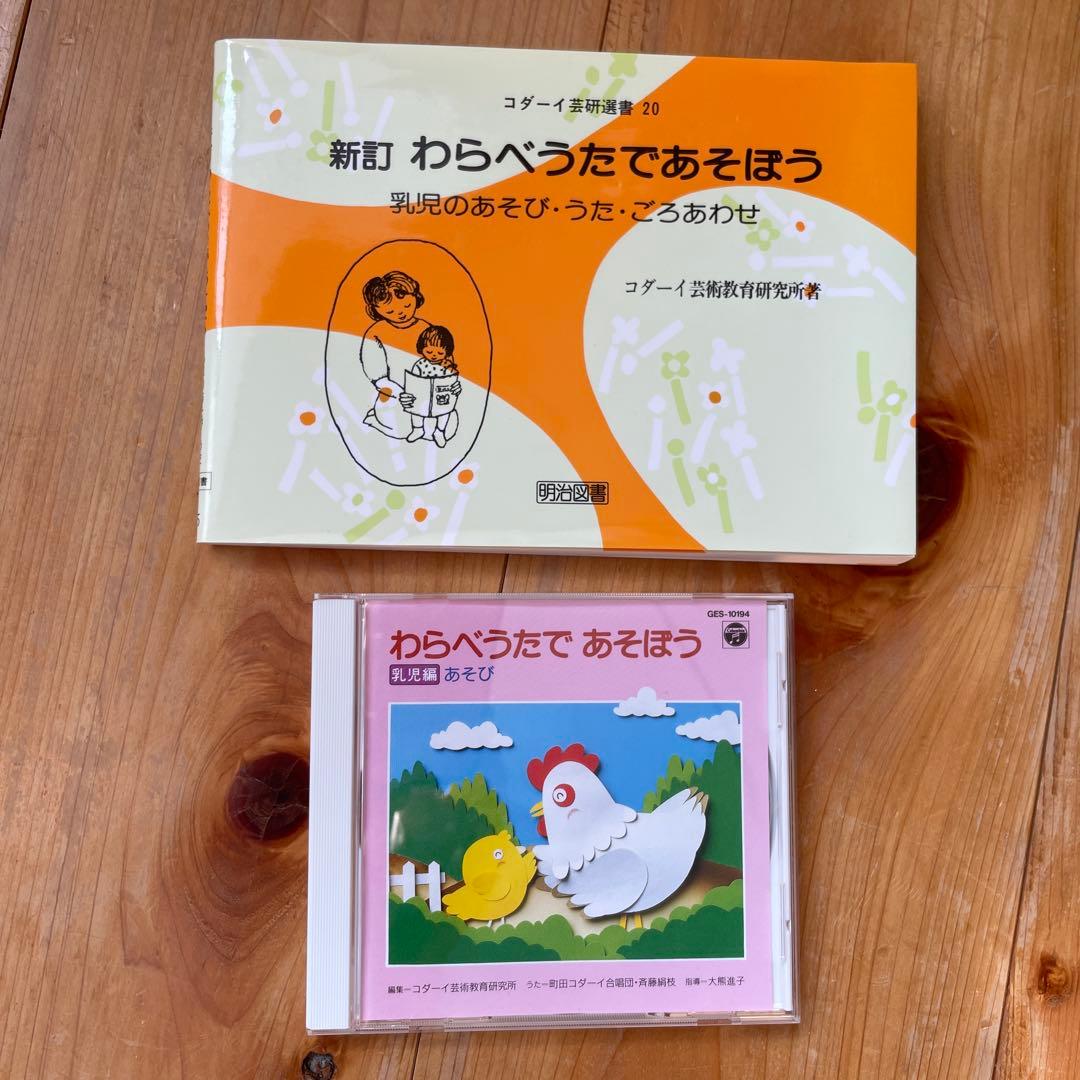 コダーイ芸研選書 20
新訂 わらべうたであそぼう
乳児のあそび・うた・ごろあわせ
コダーイ芸術教育研究所著
明治図書
書
GES-10194
Columbia
わらべうたで あそぼう
乳児編 あそび
編集━コダーイ芸術教育研究所 うた━町田コダーイ合唱団・斉藤絹枝 指導━大熊進子